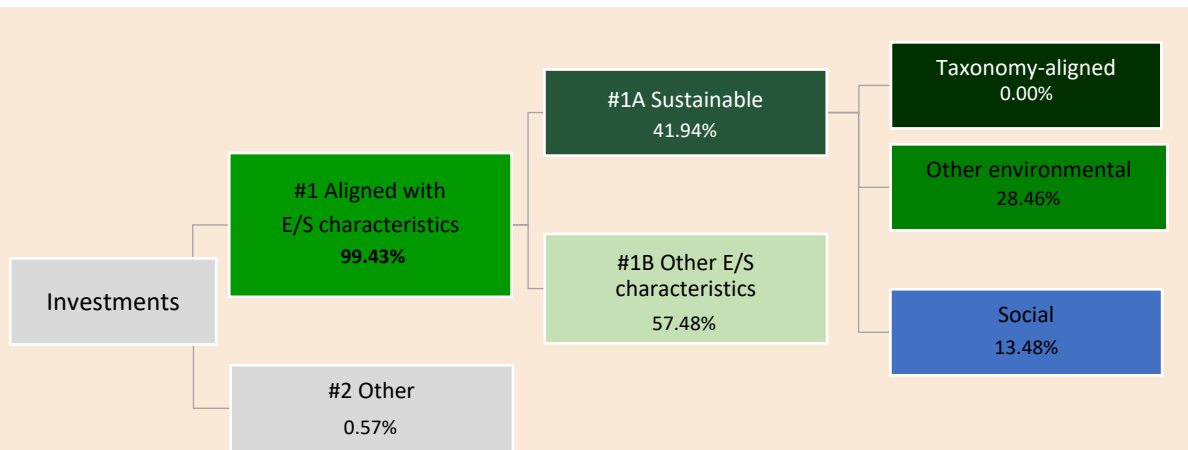 Investments
#1 Aligned with
E/S characteristics
99.43%
#2 Other
0.57%
#1A Sustainable
41.94%
#1B Other E/S
characteristics
57.48%
Taxonomy-aligned
0.00%
Other environmental
28.46%
Social
13.48%